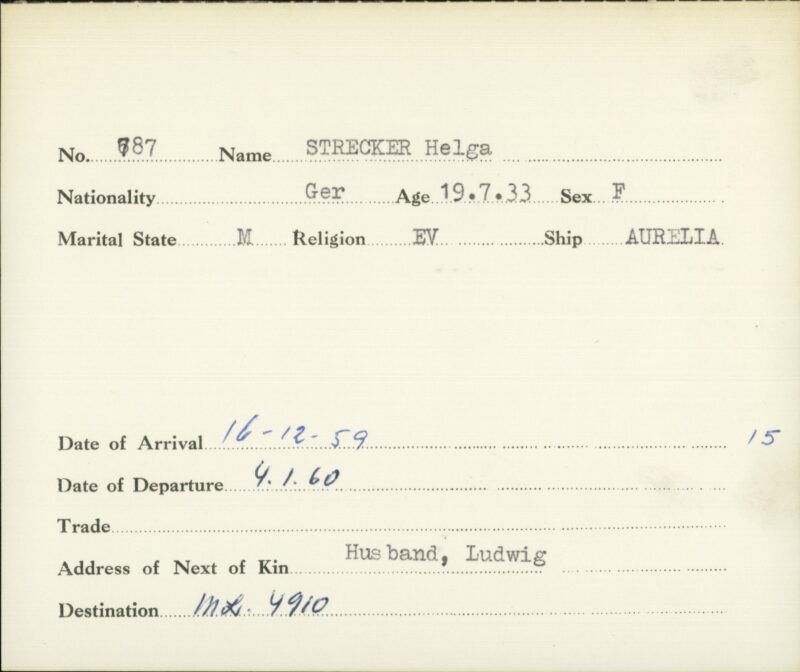 No. 687 Name STRECKER Helga
Nationality Ger Age 19.7.33 Sex F
Marital State M Religion EV Ship AURELIA
Date of Arrival 16-12-59 15
Date of Departure 4.1.60
Trade
Address of Next of Kin Husband, Ludwig
Destination 4910